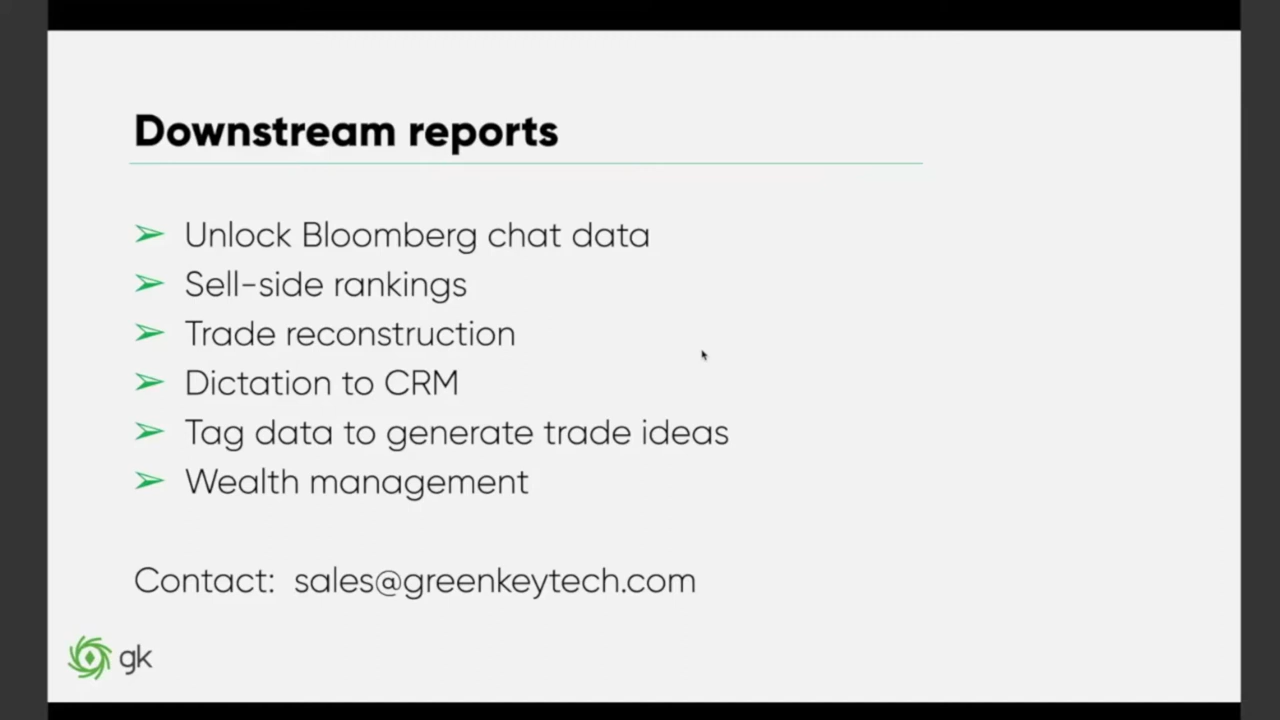 Downstream reports
➢ Unlock Bloomberg chat data
➢ Sell-side rankings
➢ Trade reconstruction
➢ Dictation to CRM
➢ Tag data to generate trade ideas
➢ Wealth management
Contact: sales@greenkeytech.com
gk